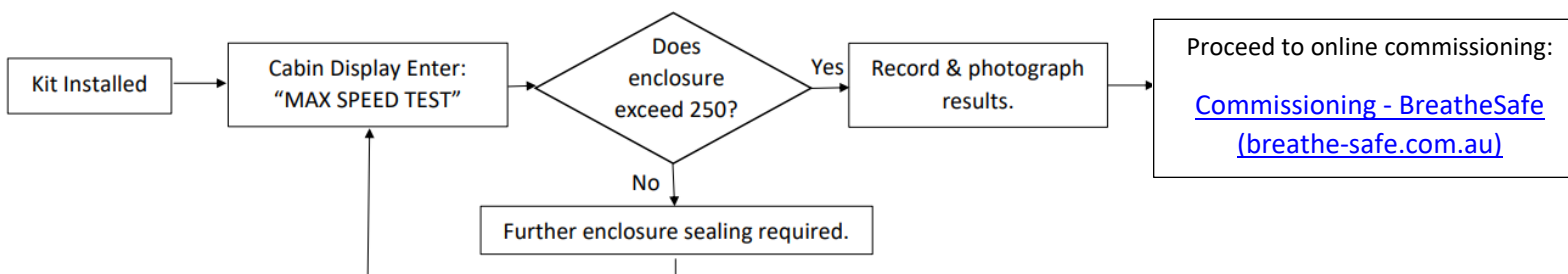 Kit Installed
Cabin Display Enter:
“MAX SPEED TEST”
Does
enclosure
exceed 250?
Yes
Record & photograph
results.
Proceed to online commissioning:
Commissioning - BreatheSafe
(breathe-safe.com.au)
No
Further enclosure sealing required.